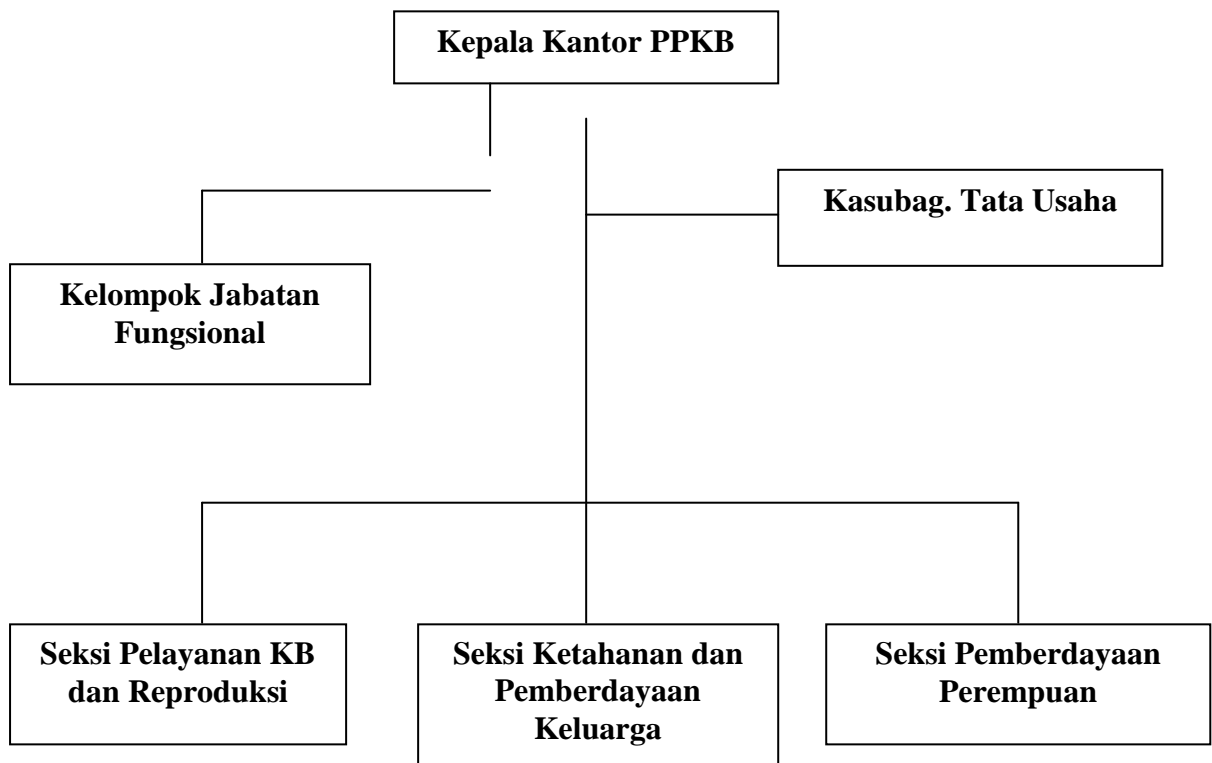 Kepala Kantor PPKB
Kasubag. Tata Usaha
Kelompok Jabatan
Fungsional
Seksi Pelayanan KB
dan Reproduksi
Seksi Ketahanan dan
Pemberdayaan
Keluarga
Seksi Pemberdayaan
Perempuan